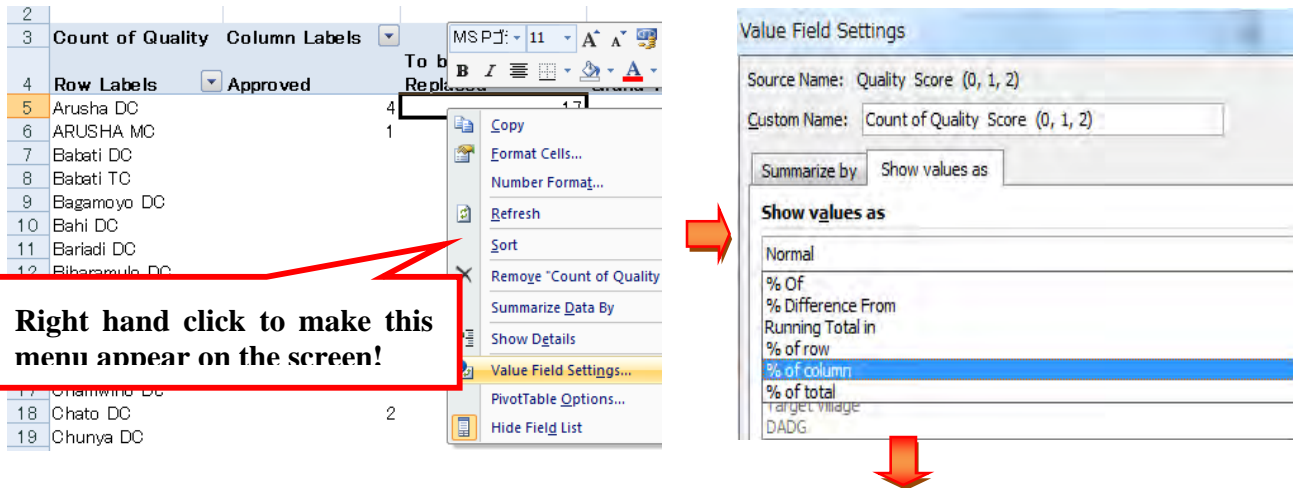 2
3 Count of Quality Column Labels
MS P 11 A A
B I A
To b
4 Row Labels Approved
5 Arusha DC 4 17
6 ARUSHA MC 1
7 Babati DC
8 Babati TC
9 Bagamoyo DC
10 Bahi DC
11 Bariadi DC
12 Biharamulo DC
Right hand click to make this
menu appear on the screen!
18 Chato DC 2
19 Chunya DC
Copy
Format Cells...
Number Format...
Refresh
Sort
Remove "Count of Quality
Summarize Data By
Show Details
Value Field Settings...
PivotTable Options...
Hide Field List
Value Field Settings
Source Name: Quality Score (0, 1, 2)
Custom Name: Count of Quality Score (0, 1, 2)
Summarize by Show values as
Show values as
Normal
% Of
% Difference From
Running Total in
% of row
% of column
% of total
Target Village
DADG